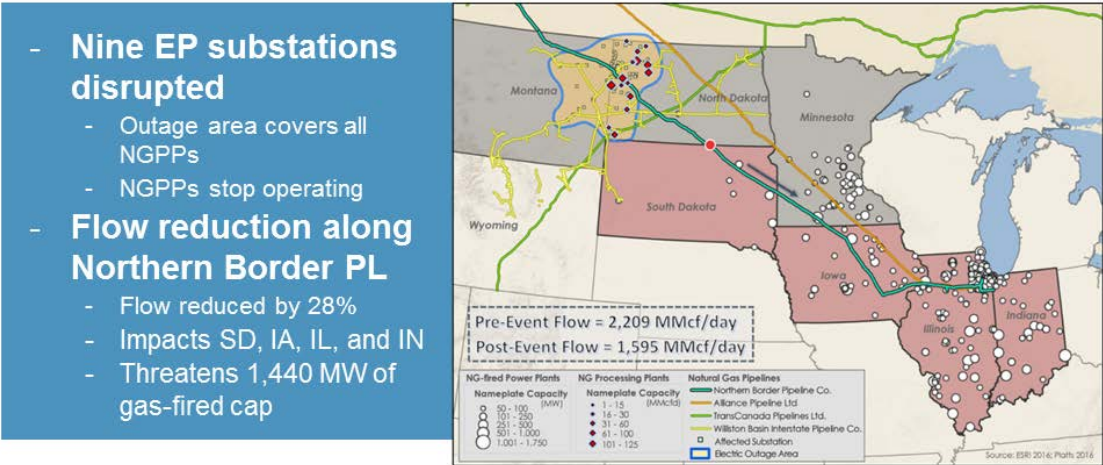 - Nine EP substations
disrupted
- Outage area covers all
NGPPs
- NGPPs stop operating
- Flow reduction along
Northern Border PL
- Flow reduced by 28%
- Impacts SD, IA, IL, and IN
- Threatens 1,440 MW of
gas-fired cap
Montana
North Dakota
Minnesota
South Dakota
Wyoming
Iowa
Illinois
Indiana
Pre-Event Flow = 2,209 MMcf/day
Post-Event Flow = 1,595 MMcf/day
NG-fired Power Plants
Nameplate Capacity
(MW)
50 - 100
101 - 250
251 - 500
501 - 1,000
1,001 - 1,750
NG Processing Plants
Nameplate Capacity
(MMcfd)
1 - 15
16 - 30
31 - 60
61 - 100
101 - 125
Natural Gas Pipelines
Northern Border Pipeline Co.
Alliance Pipeline Ltd
TransCanada Pipelines Ltd.
Williston Basin Interstate Pipeline Co.
Affected Substation
Electric Outage Area
Source: ESRI 2016; Platts 2016